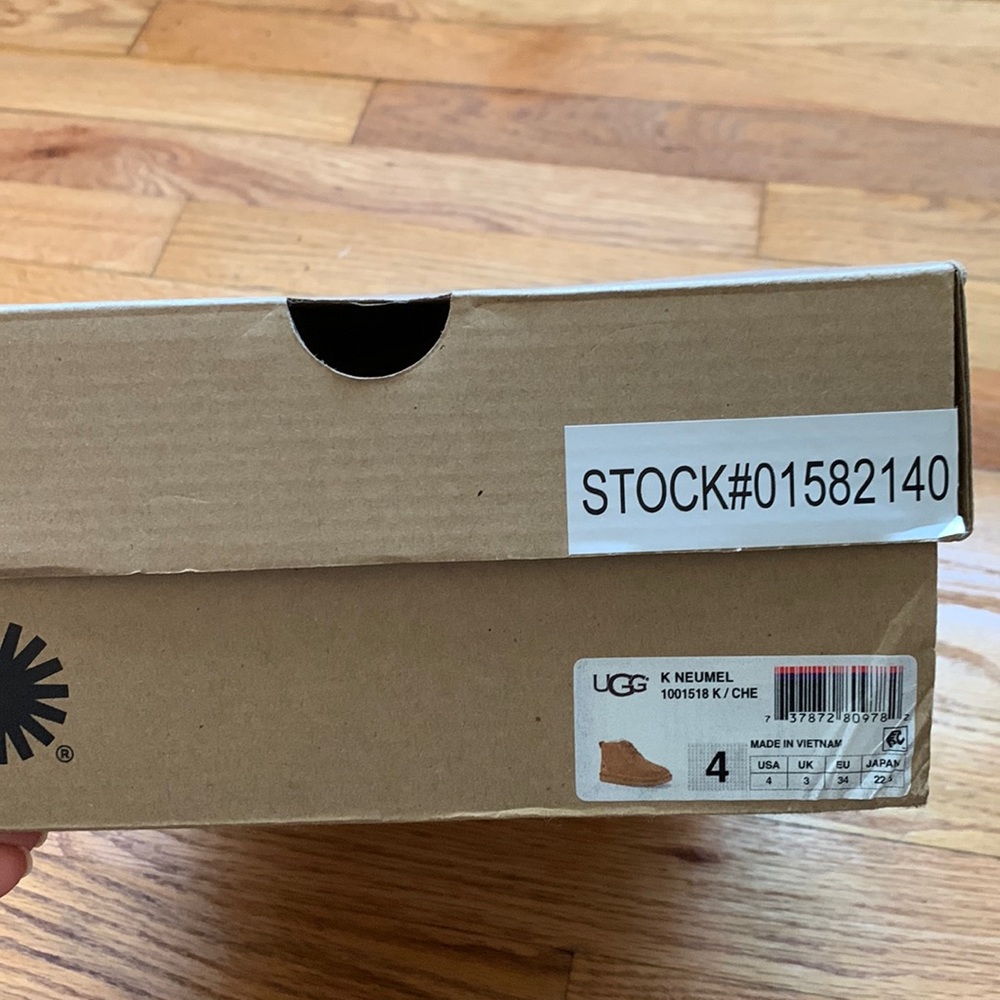 STOCK#01582140
®
UGG®
K NEUMEL
1001518 K / CHE
7 37872 80978 2
MADE IN VIETNAM
4
USA UK EU JAPAN
4 3 34 22⁵